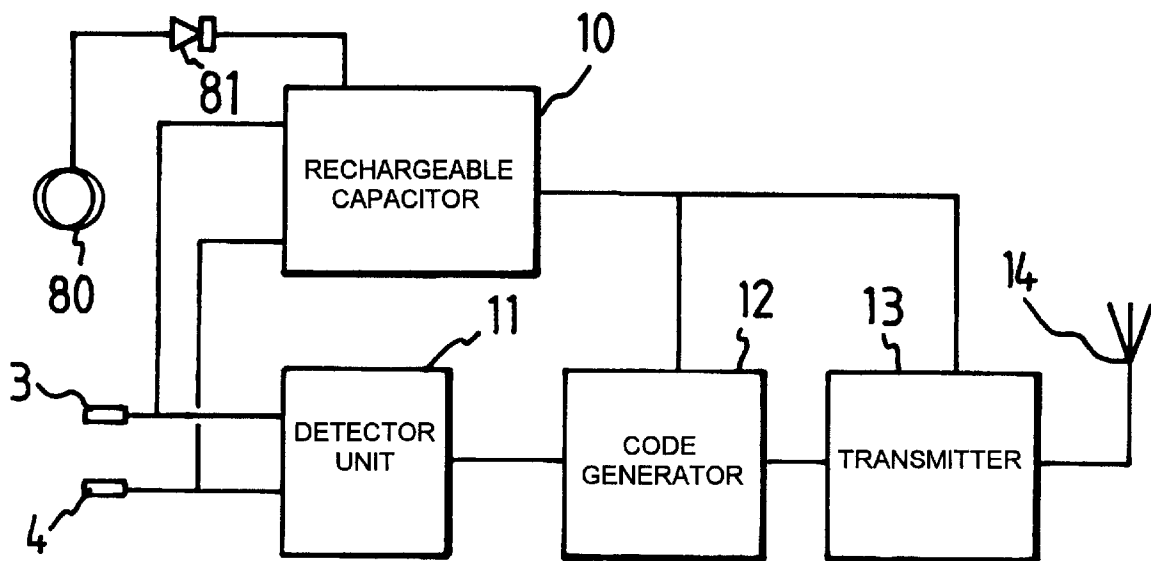 10
81
RECHARGEABLE
CAPACITOR
80
11
12
13
14
3
DETECTOR
UNIT
CODE
GENERATOR
TRANSMITTER
4